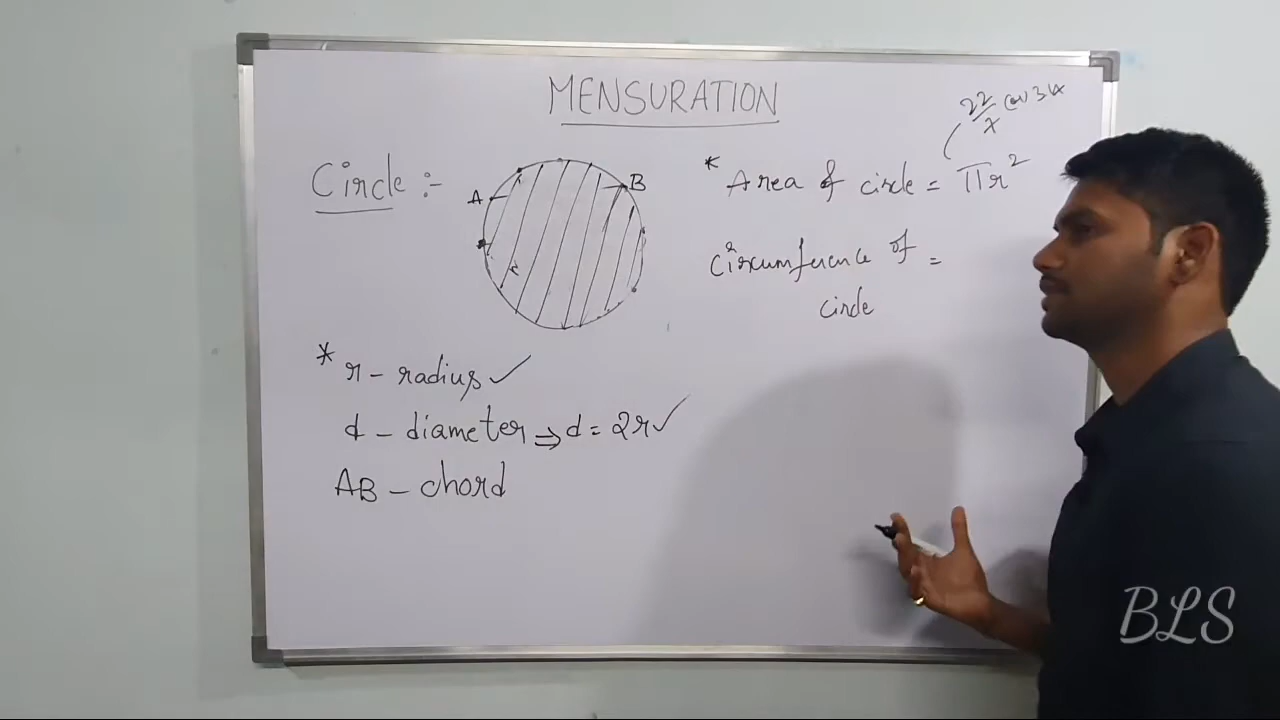 MENSURATION
Circle :-
A
B
* r - radius ✓
d - diameter ⇒ d = 2r ✓
AB - chord
22/7 (or) 3.14
* Area of circle = πr²
circumference of =
circle
BLS